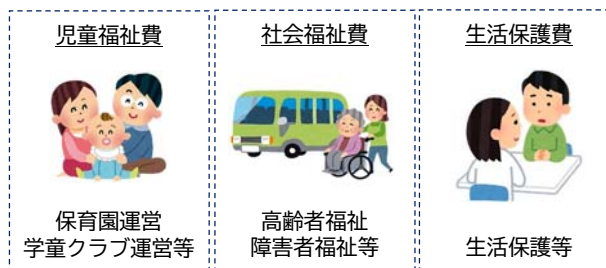 児童福祉費
保育園運営
学童クラブ運営等
社会福祉費
高齢者福祉
障害者福祉等
生活保護費
生活保護等